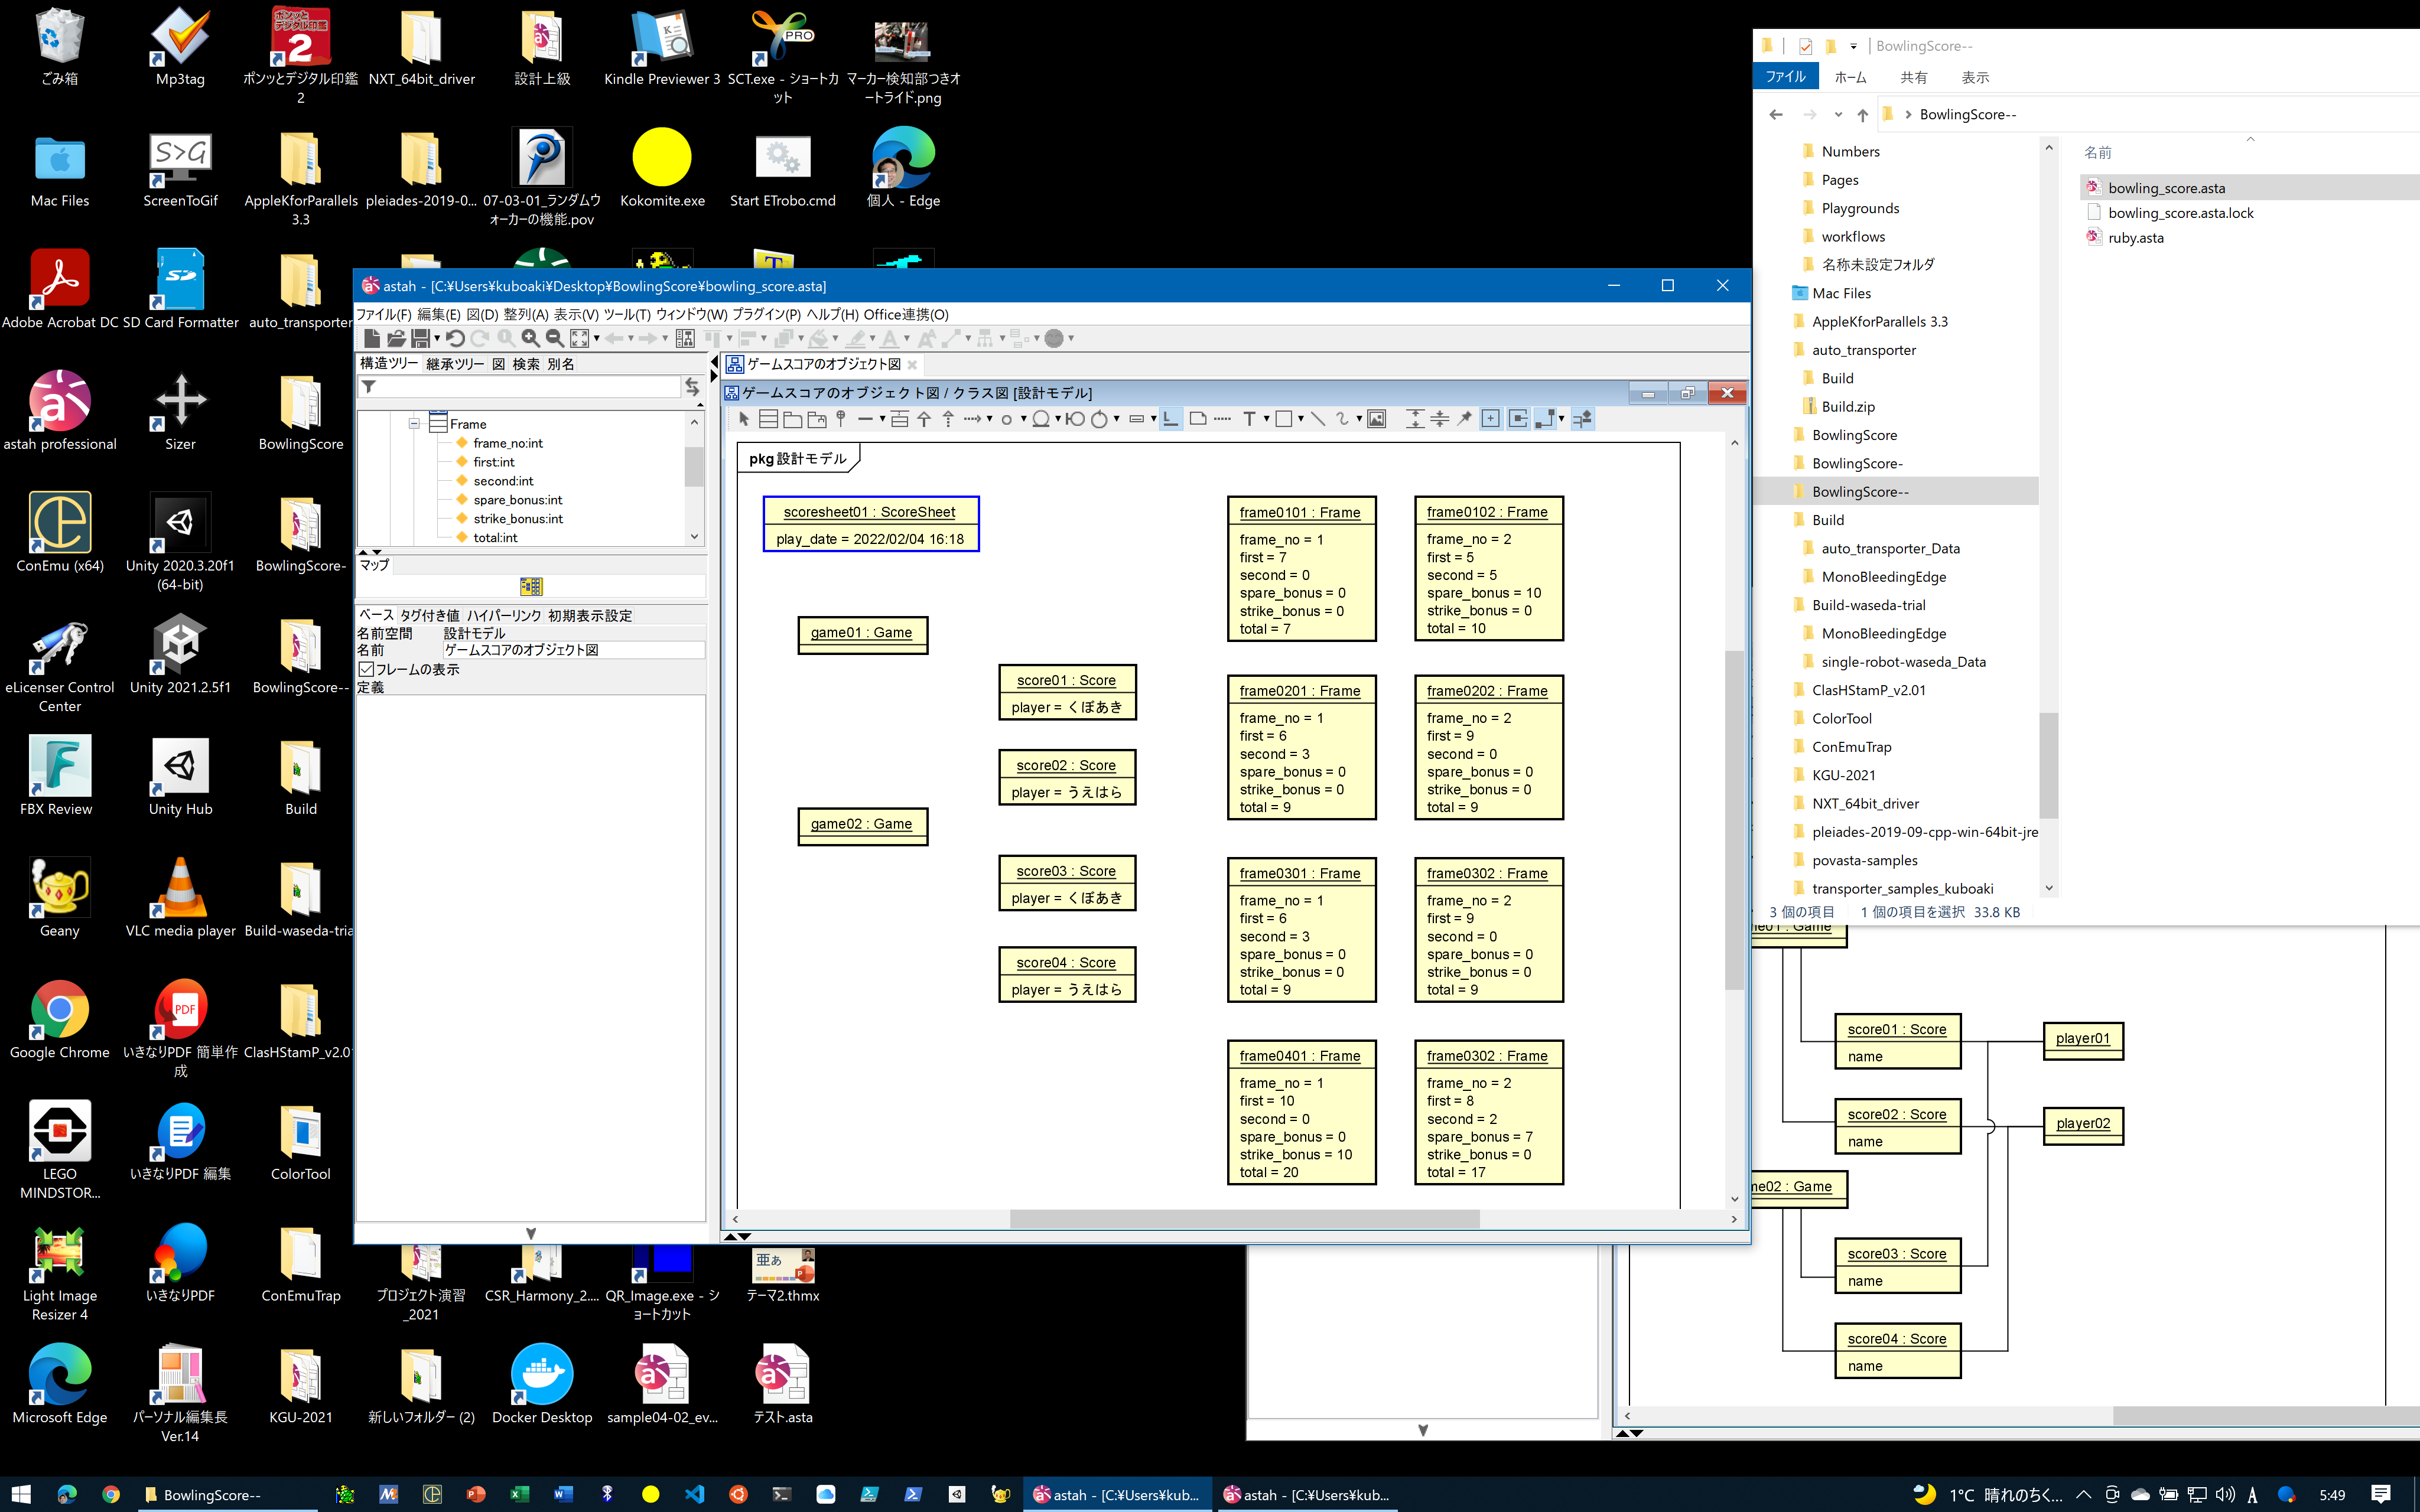 ごみ箱
Mp3tag
ポンッとデジタル印鑑
2
NXT_64bit_driver
設計上級
Kindle Previewer 3
SCT.exe - ショートカ
ット
マーカー検知部つきオ
ートライド.png
Mac Files
ScreenToGif
AppleKforParallels
3.3
pleiades-2019-0...
07-03-01_ランダムウ
ォーカーの機能.pov
Kokomite.exe
Start ETrobo.cmd
個人 - Edge
Adobe Acrobat DC
SD Card Formatter
auto_transporter
astah professional
Sizer
BowlingScore
ConEmu (x64)
Unity 2020.3.20f1
(64-bit)
BowlingScore-
eLicenser Control
Center
Unity 2021.2.5f1
BowlingScore--
FBX Review
Unity Hub
Build
Geany
VLC media player
Build-waseda-tria
Google Chrome
いきなりPDF 簡単作
成
ClasHStamP_v2.01
LEGO
MINDSTOR...
いきなりPDF 編集
ColorTool
Light Image
Resizer 4
いきなりPDF
ConEmuTrap
プロジェクト演習
_2021
CSR_Harmony_2....
QR_Image.exe - シ
ョートカット
テーマ2.thmx
Microsoft Edge
パーソナル編集長
Ver.14
KGU-2021
新しいフォルダー (2)
Docker Desktop
sample04-02_ev...
テスト.asta
astah - [C:¥Users¥kuboaki¥Desktop¥BowlingScore¥bowling_score.asta]
ファイル(F) 編集(E) 図(D) 整列(A) 表示(V) ツール(T) ウィンドウ(W) プラグイン(P) ヘルプ(H) Office連携(O)
構造ツリー 継承ツリー 図 検索 別名
Frame
frame_no:int
first:int
second:int
spare_bonus:int
strike_bonus:int
total:int
マップ
ベース タグ付き値 ハイパーリンク 初期表示設定
名前空間 設計モデル
名前 ゲームスコアのオブジェクト図
フレームの表示
定義
ゲームスコアのオブジェクト図
ゲームスコアのオブジェクト図 / クラス図 [設計モデル]
pkg 設計モデル
scoresheet01 : ScoreSheet
play_date = 2022/02/04 16:18
game01 : Game
game02 : Game
score01 : Score
player = くぼあき
score02 : Score
player = うえはら
score03 : Score
player = くぼあき
score04 : Score
player = うえはら
frame0101 : Frame
frame_no = 1
first = 7
second = 0
spare_bonus = 0
strike_bonus = 0
total = 7
frame0102 : Frame
frame_no = 2
first = 5
second = 5
spare_bonus = 10
strike_bonus = 0
total = 10
frame0201 : Frame
frame_no = 1
first = 6
second = 3
spare_bonus = 0
strike_bonus = 0
total = 9
frame0202 : Frame
frame_no = 2
first = 9
second = 0
spare_bonus = 0
strike_bonus = 0
total = 9
frame0301 : Frame
frame_no = 1
first = 6
second = 3
spare_bonus = 0
strike_bonus = 0
total = 9
frame0302 : Frame
frame_no = 2
first = 9
second = 0
spare_bonus = 0
strike_bonus = 0
total = 9
frame0401 : Frame
frame_no = 1
first = 10
second = 0
spare_bonus = 0
strike_bonus = 10
total = 20
frame0302 : Frame
frame_no = 2
first = 8
second = 2
spare_bonus = 7
strike_bonus = 0
total = 17
BowlingScore--
ファイル ホーム 共有 表示
BowlingScore--
Numbers
Pages
Playgrounds
workflows
名称未設定フォルダ
Mac Files
AppleKforParallels 3.3
auto_transporter
Build
Build.zip
BowlingScore
BowlingScore-
BowlingScore--
Build
auto_transporter_Data
MonoBleedingEdge
Build-waseda-trial
MonoBleedingEdge
single-robot-waseda_Data
ClasHStamP_v2.01
ColorTool
ConEmuTrap
KGU-2021
NXT_64bit_driver
pleiades-2019-09-cpp-win-64bit-jre
povasta-samples
transporter_samples_kuboaki
名前
bowling_score.asta
bowling_score.asta.lock
ruby.asta
3 個の項目 1 個の項目を選択 33.8 KB
me01 : Game
score01 : Score
name
player01
score02 : Score
name
player02
me02 : Game
score03 : Score
name
score04 : Score
name
BowlingScore--
astah - [C:¥Users¥kub...
astah - [C:¥Users¥kub...
1°C 晴れのちく...
A
5:49